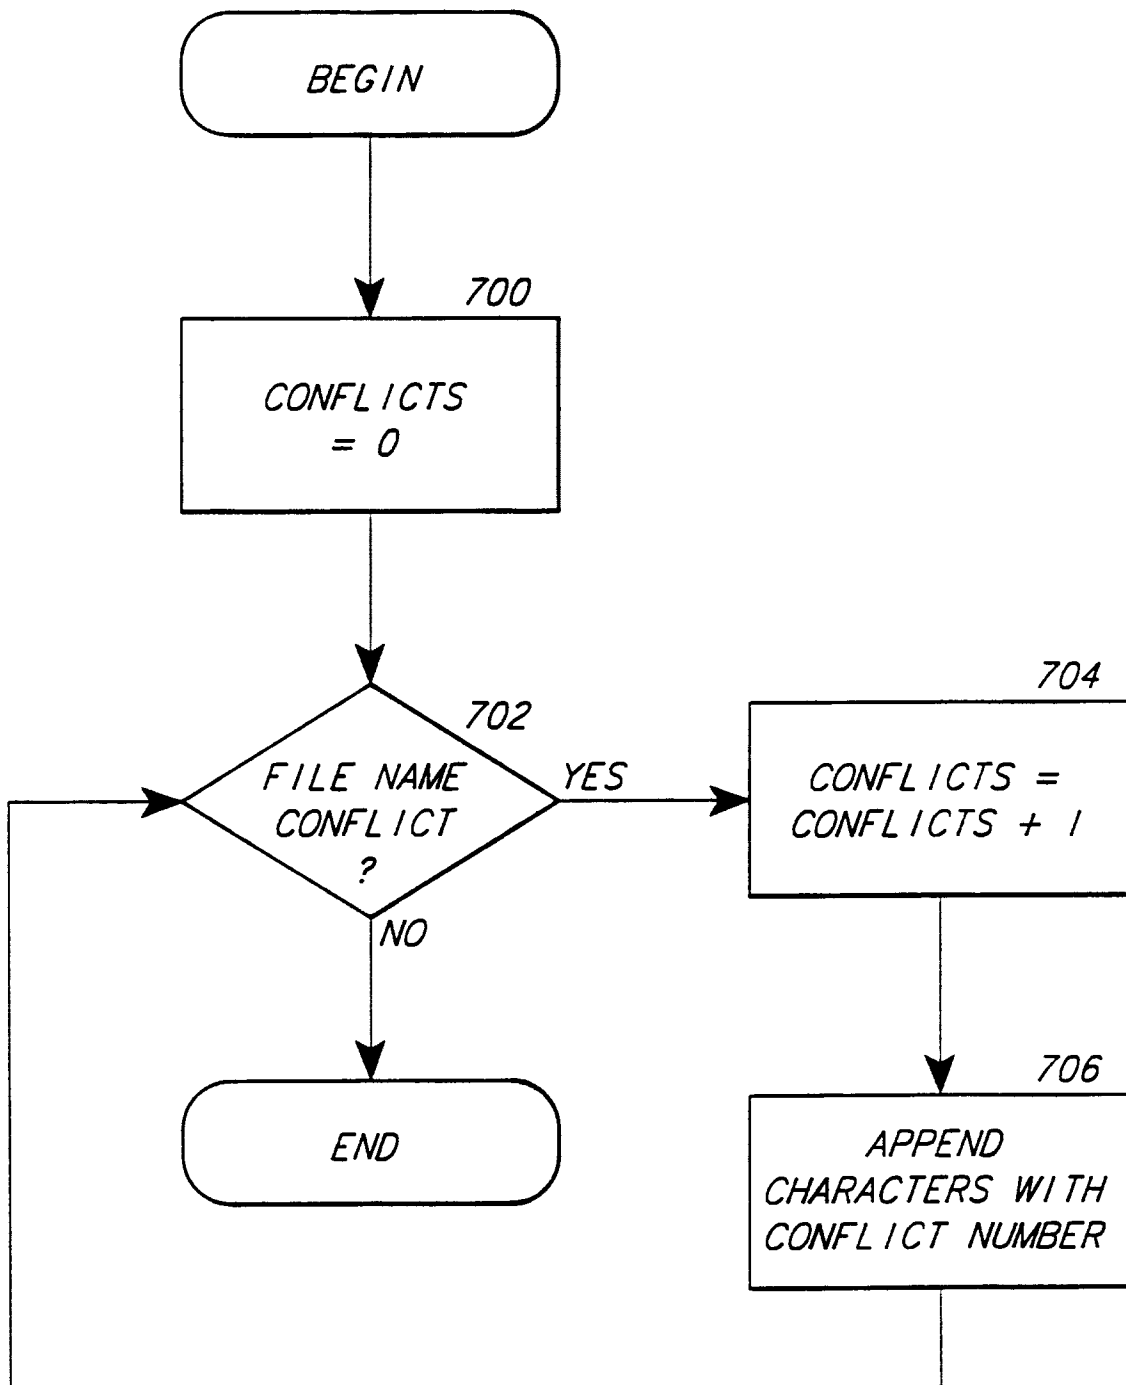 BEGIN
700
CONFLICTS
= 0
702
FILE NAME
CONFLICT
?
YES
NO
704
CONFLICTS =
CONFLICTS + 1
END
706
APPEND
CHARACTERS WITH
CONFLICT NUMBER